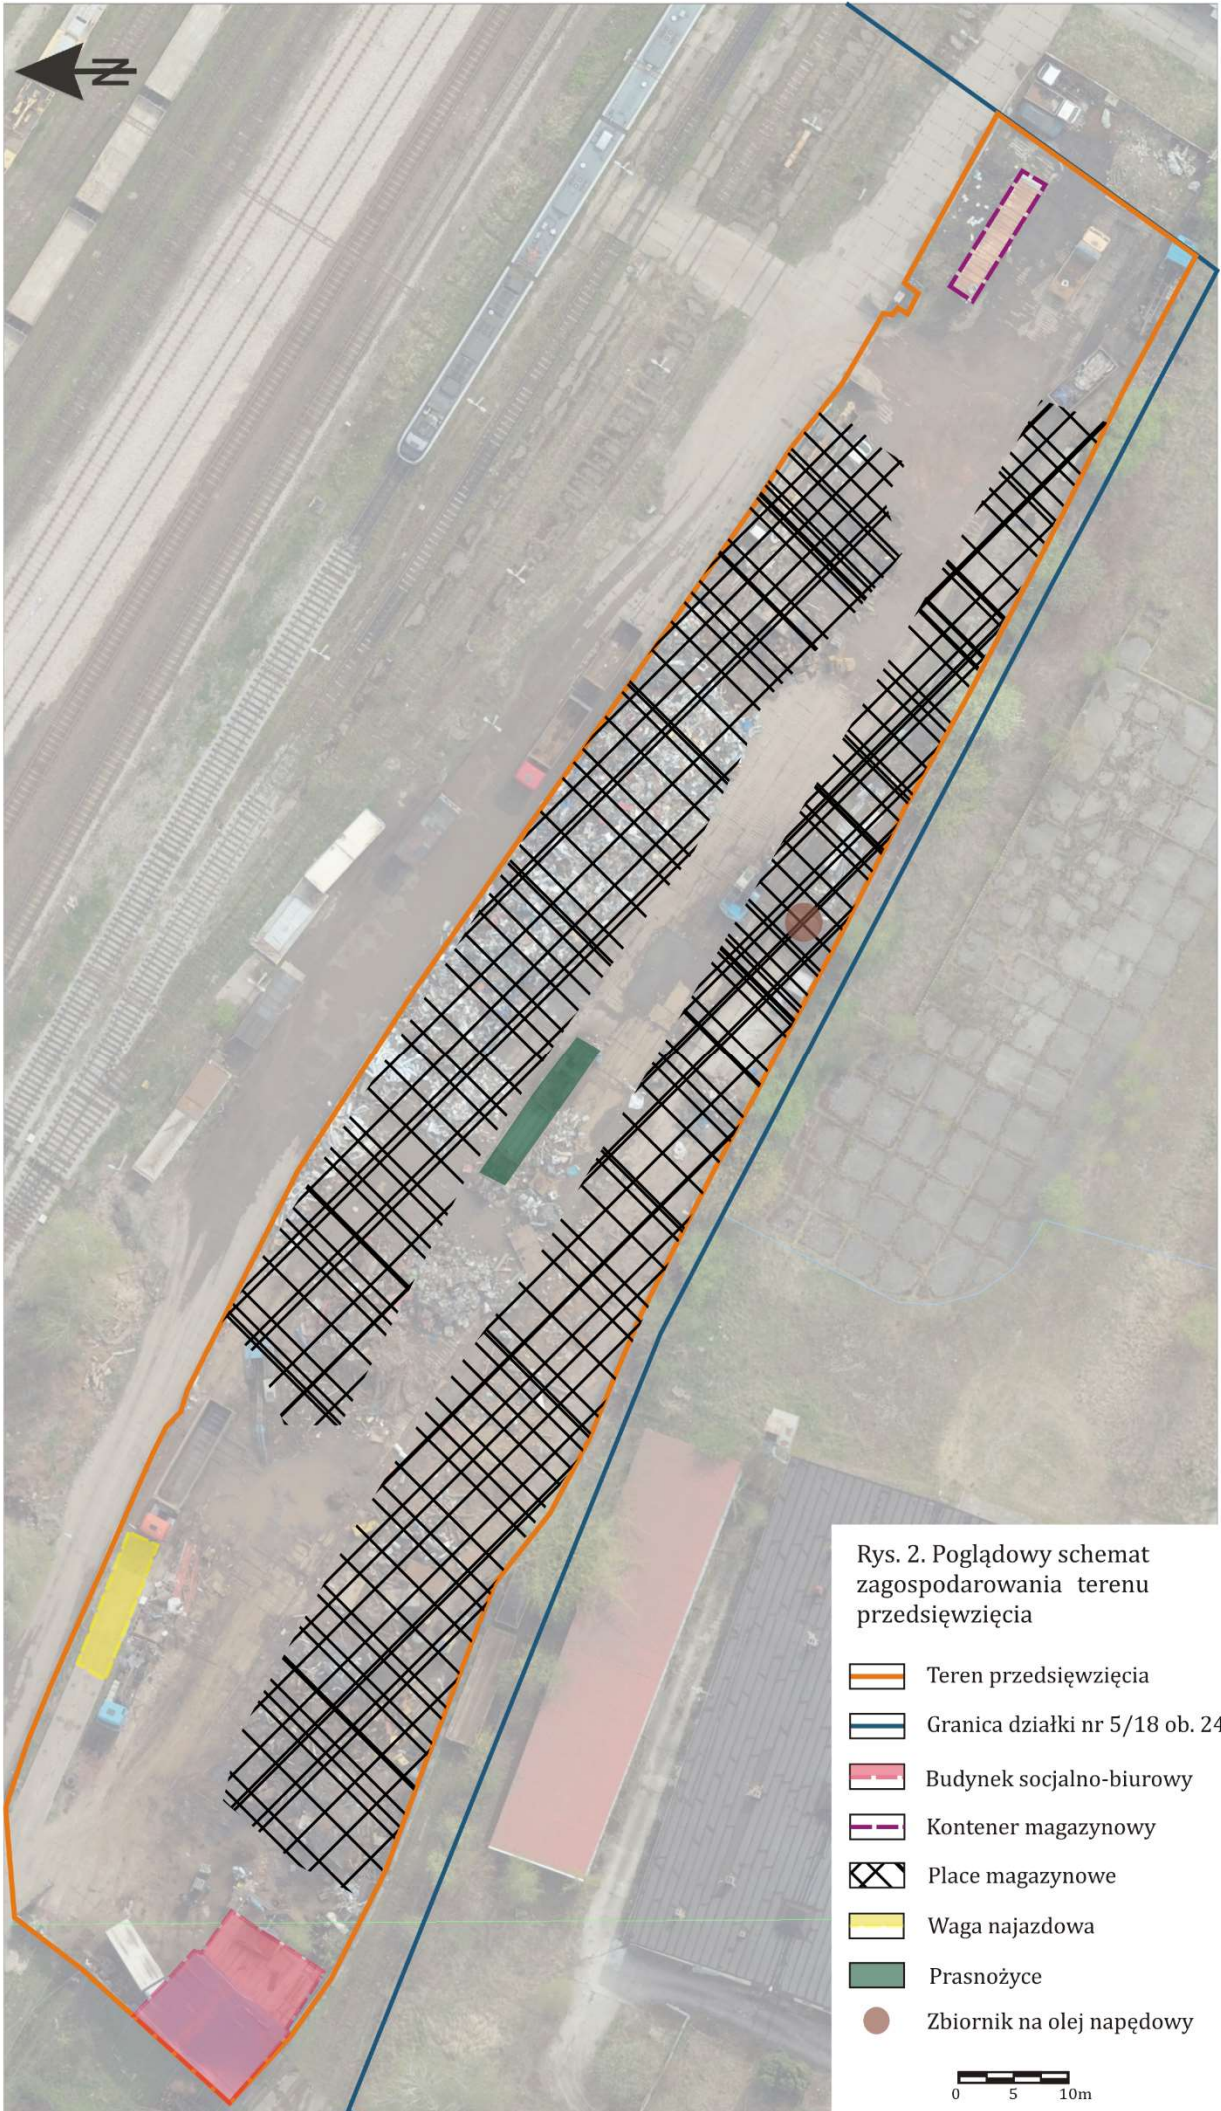 N
Rys. 2. Poglądowy schemat
zagospodarowania terenu
przedsięwzięcia
Teren przedsięwzięcia
Granica działki nr 5/18 ob. 24
Budynek socjalno-biurowy
Kontener magazynowy
Place magazynowe
Waga najazdowa
Prasnożyce
Zbiornik na olej napędowy
0 5 10m